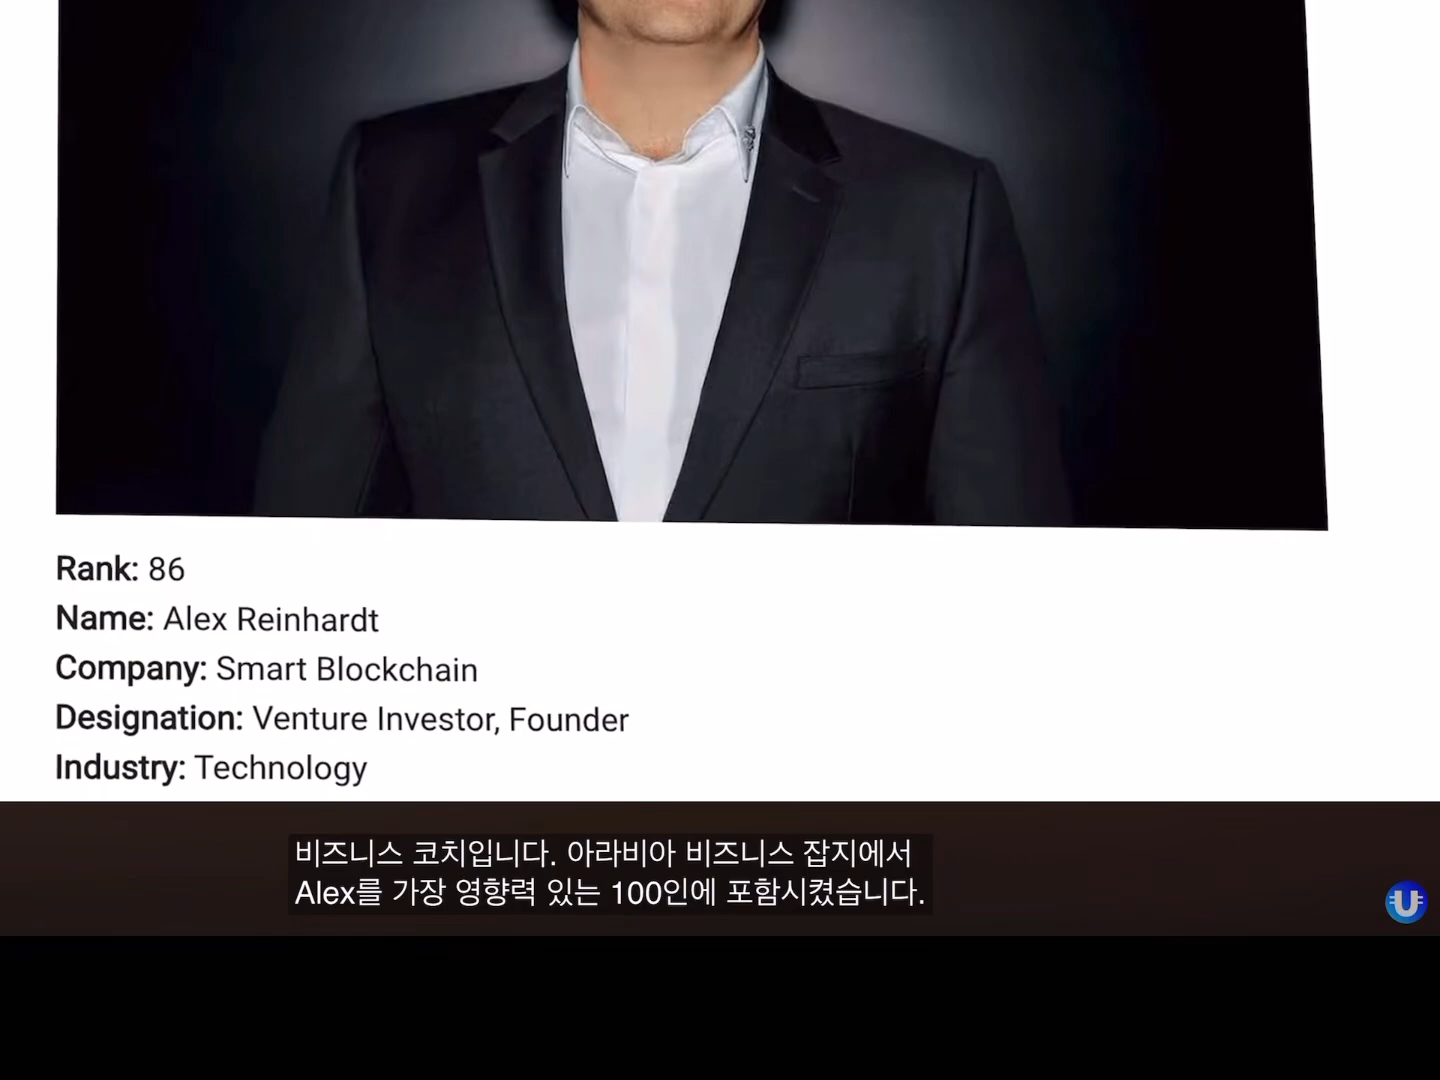 Rank: 86
Name: Alex Reinhardt
Company: Smart Blockchain
Designation: Venture Investor, Founder
Industry: Technology
비즈니스 코치입니다. 아라비아 비즈니스 잡지에서
Alex를 가장 영향력 있는 100인에 포함시켰습니다.
U